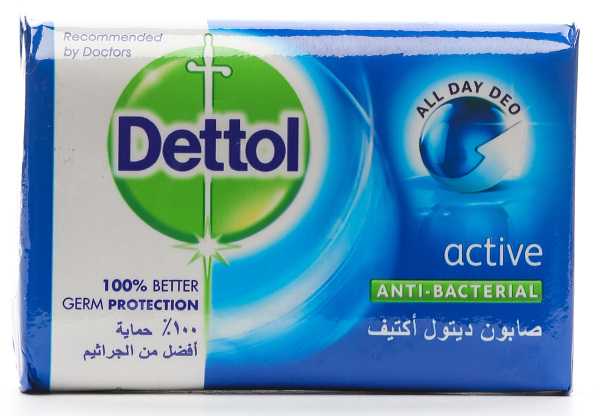 Recommended
by Doctors
Dettol
100% BETTER
GERM PROTECTION
١٠٠٪ حماية
أفضل من الجراثيم
ALL DAY DEO
active
ANTI-BACTERIAL
صابون ديتول أكتيف